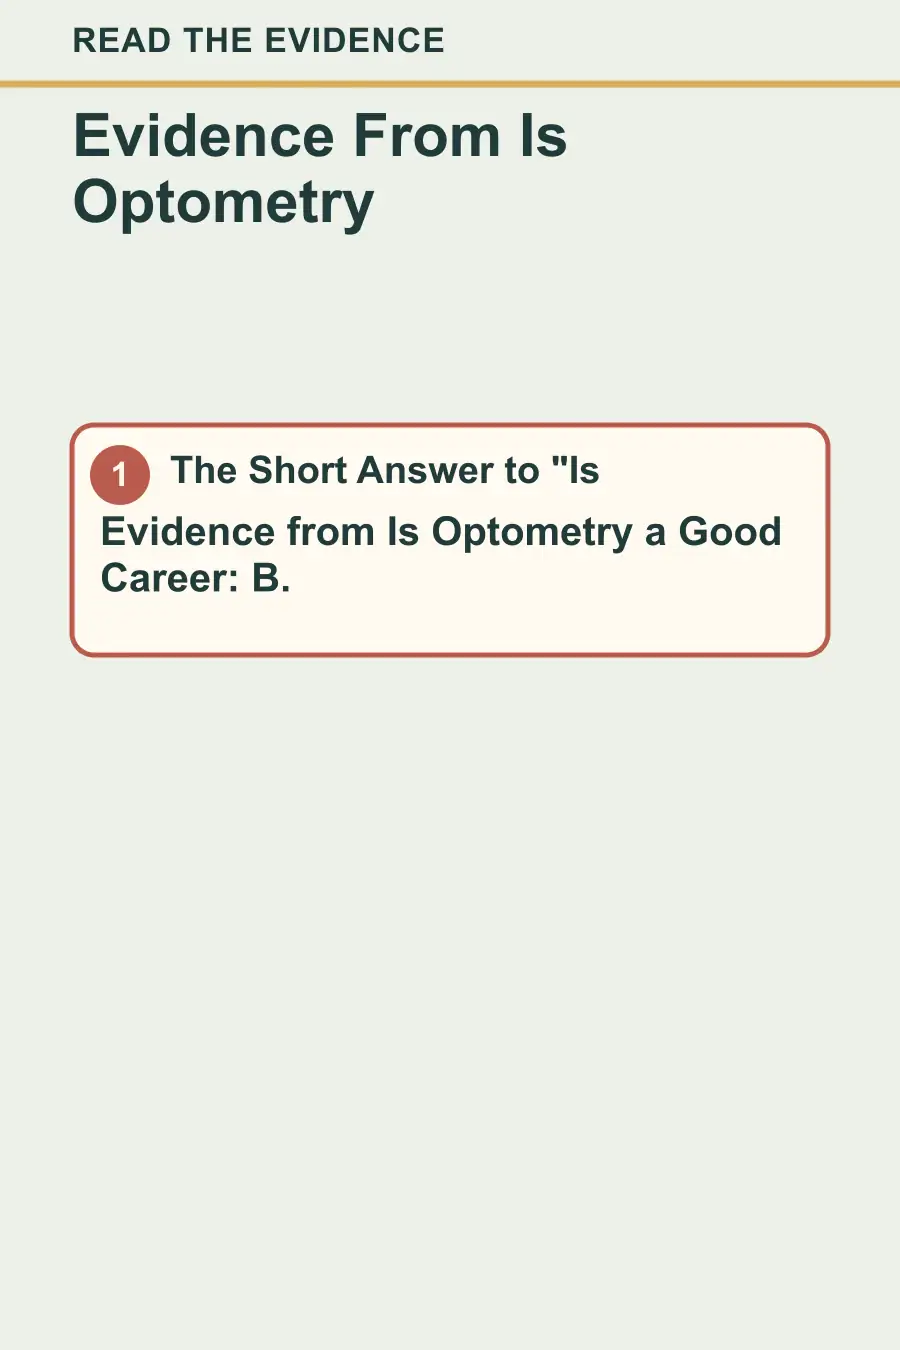 READ THE EVIDENCE
Evidence From Is
Optometry
1 The Short Answer to "Is
Evidence from Is Optometry a Good
Career: B.